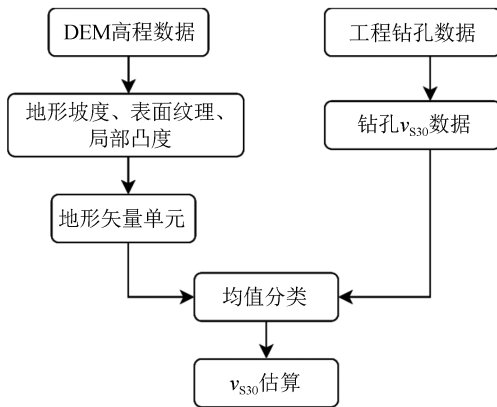 DEM高程数据
工程钻孔数据
地形坡度、表面纹理、
局部凸度
钻孔vS30数据
地形矢量单元
均值分类
vS30估算